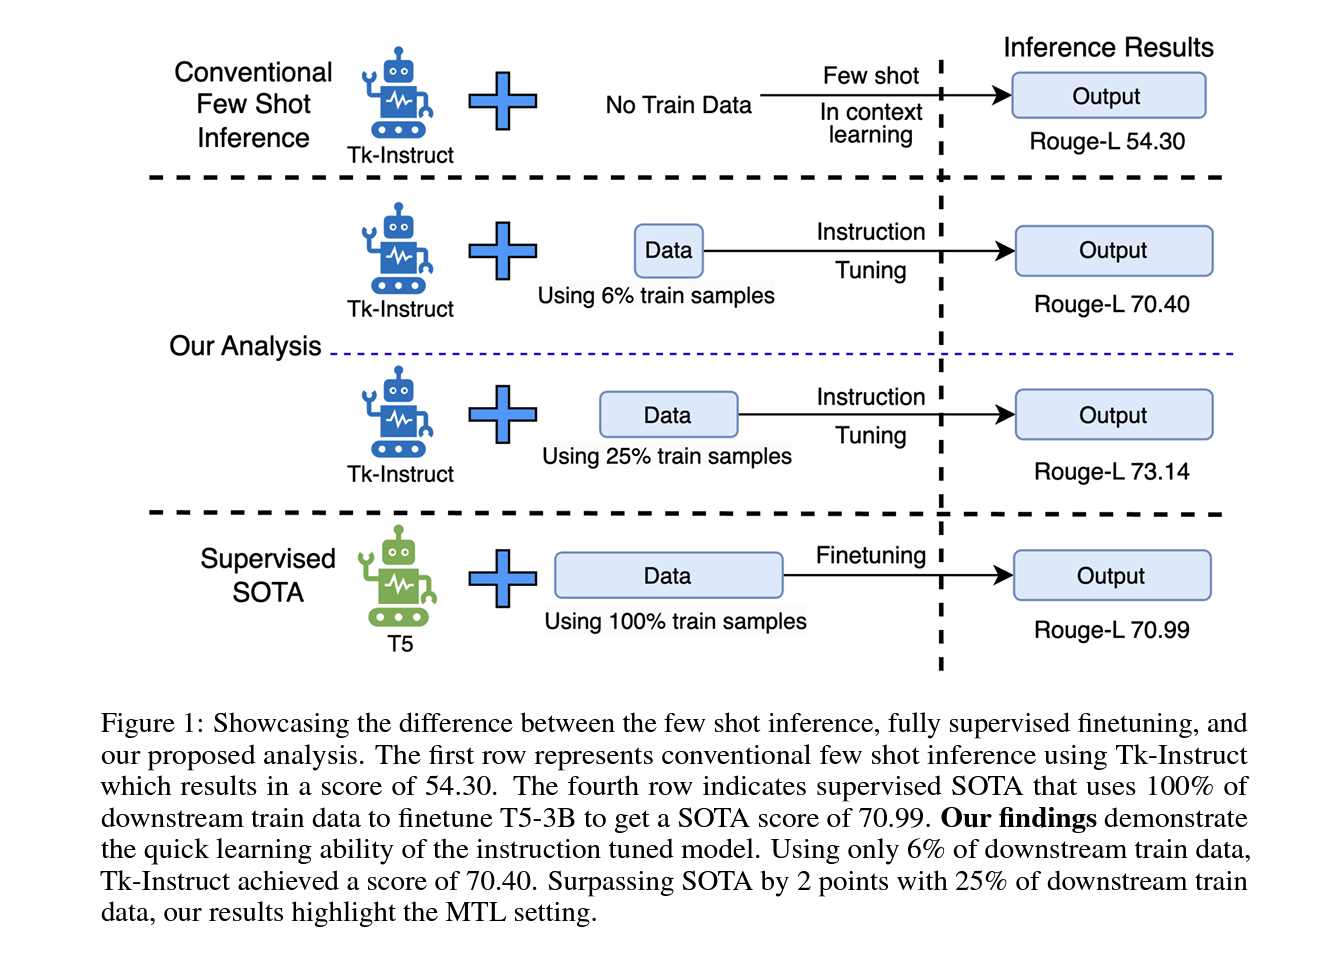 Inference Results
Conventional
Few Shot
Inference
Tk-Instruct
No Train Data
Few shot
In context
learning
Output
Rouge-L 54.30
Tk-Instruct
Data
Using 6% train samples
Instruction
Tuning
Output
Rouge-L 70.40
Our Analysis
Tk-Instruct
Data
Using 25% train samples
Instruction
Tuning
Output
Rouge-L 73.14
Supervised
SOTA
T5
Data
Using 100% train samples
Finetuning
Output
Rouge-L 70.99
Figure 1: Showcasing the difference between the few shot inference, fully supervised finetuning, and
our proposed analysis. The first row represents conventional few shot inference using Tk-Instruct
which results in a score of 54.30. The fourth row indicates supervised SOTA that uses 100% of
downstream train data to finetune T5-3B to get a SOTA score of 70.99. Our findings demonstrate
the quick learning ability of the instruction tuned model. Using only 6% of downstream train data,
Tk-Instruct achieved a score of 70.40. Surpassing SOTA by 2 points with 25% of downstream train
data, our results highlight the MTL setting.